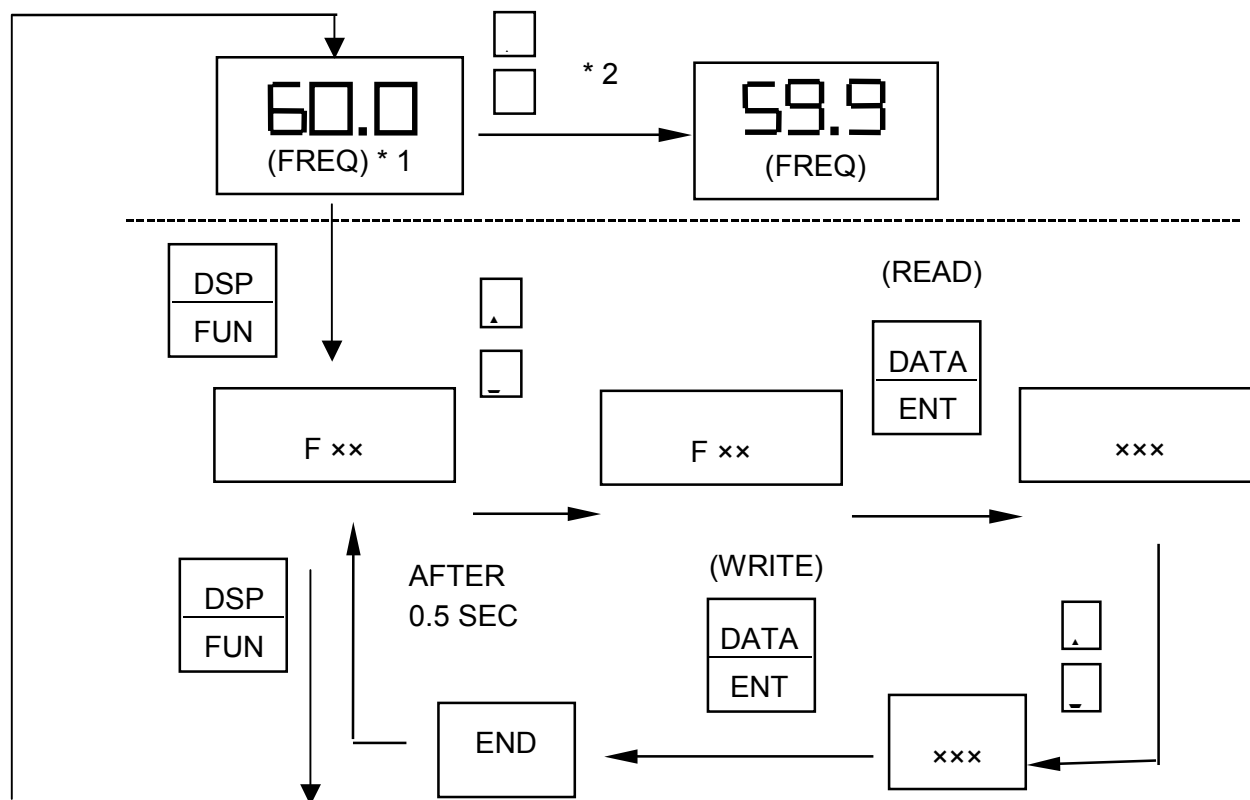 60.0
(FREQ) * 1
* 2
59.9
(FREQ)
DSP
FUN
▲
▼
(READ)
DATA
ENT
F ××
F ××
×××
DSP
FUN
AFTER
0.5 SEC
(WRITE)
DATA
ENT
▲
▼
END
×××